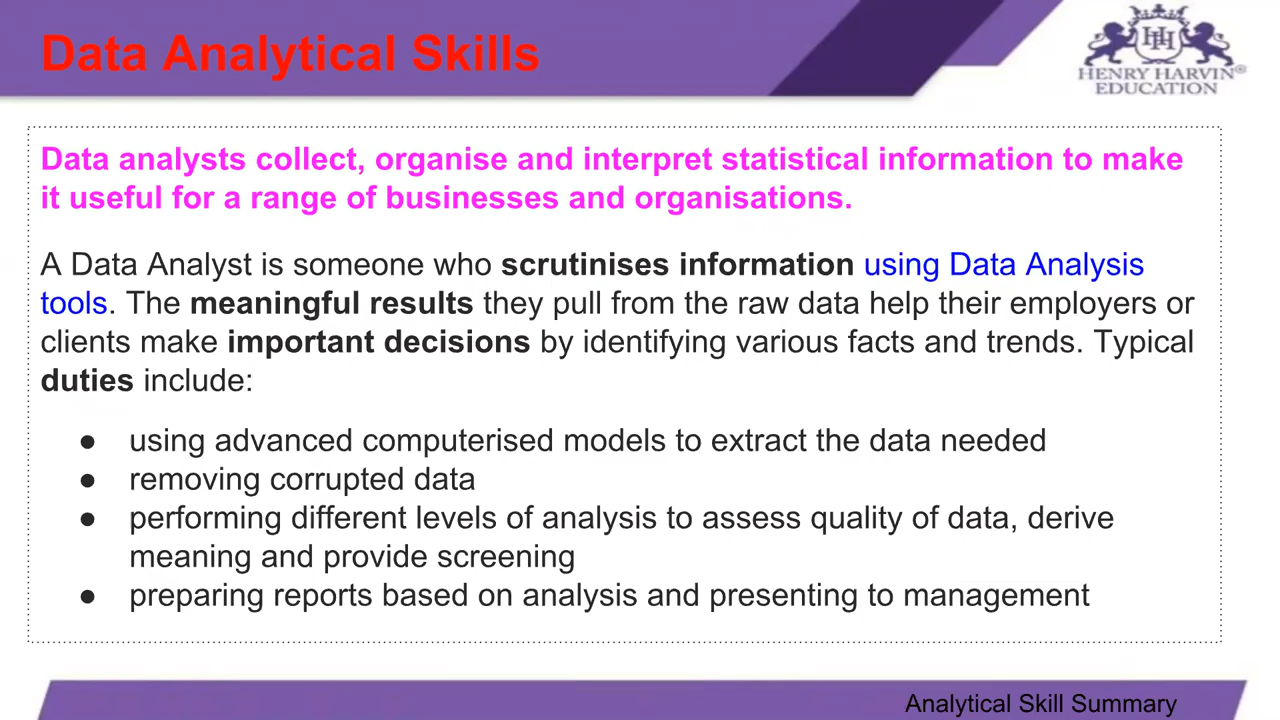 Data Analytical Skills
HENRY HARVIN®
EDUCATION
Data analysts collect, organise and interpret statistical information to make
it useful for a range of businesses and organisations.
A Data Analyst is someone who scrutinises information using Data Analysis
tools. The meaningful results they pull from the raw data help their employers or
clients make important decisions by identifying various facts and trends. Typical
duties include:
● using advanced computerised models to extract the data needed
● removing corrupted data
● performing different levels of analysis to assess quality of data, derive
meaning and provide screening
● preparing reports based on analysis and presenting to management
Analytical Skill Summary